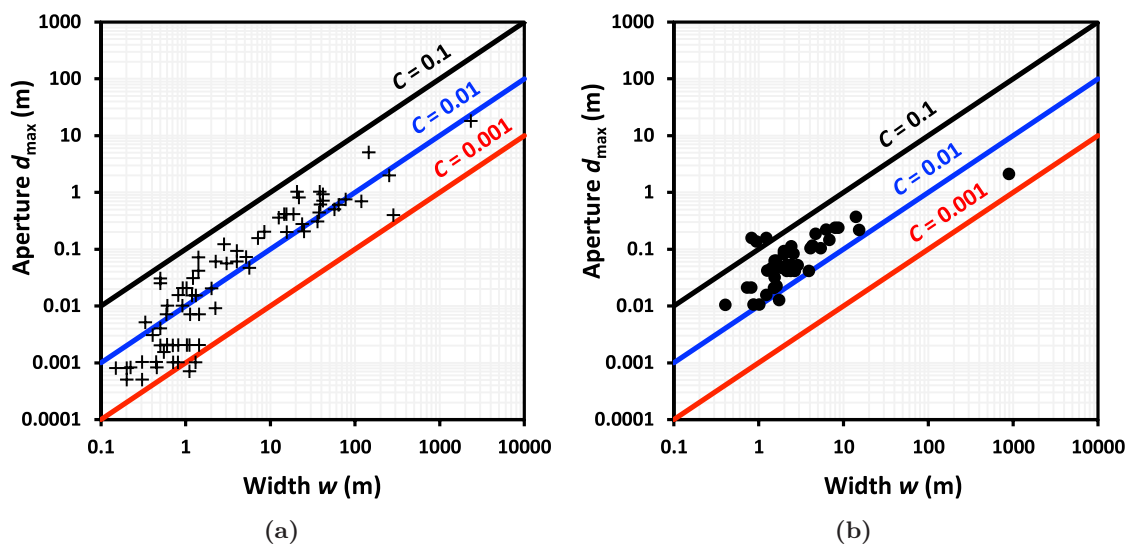 1000
100
10
1
0.1
0.01
0.001
0.0001
Aperture dmax (m)
C = 0.1
C = 0.01
C = 0.001
0.1 1 10 100 1000 10000
Width w (m)
(a)
1000
100
10
1
0.1
0.01
0.001
0.0001
Aperture dmax (m)
C = 0.1
C = 0.01
C = 0.001
0.1 1 10 100 1000 10000
Width w (m)
(b)